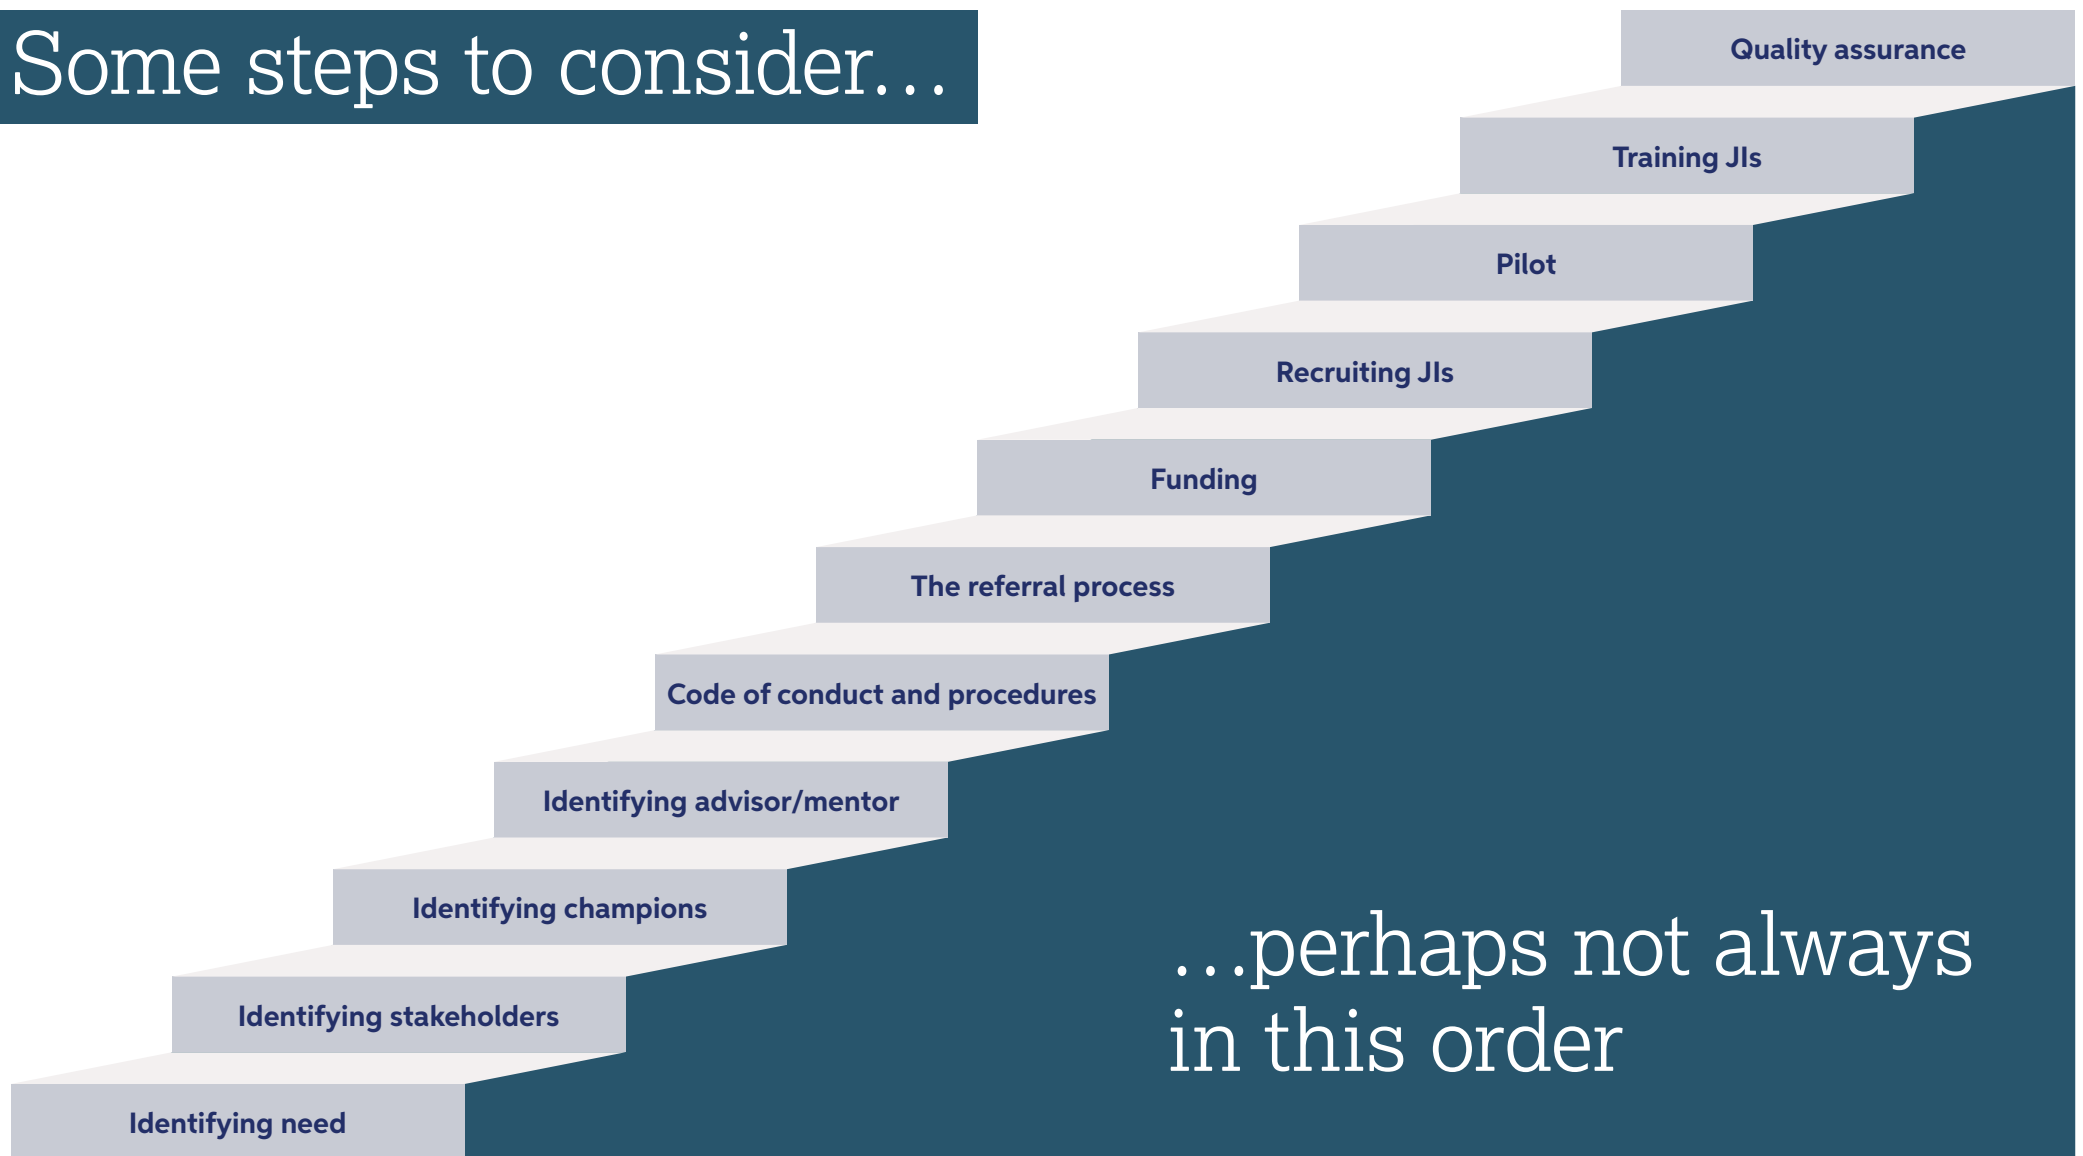 Some steps to consider...
Quality assurance
Training JIs
Pilot
Recruiting JIs
Funding
The referral process
Code of conduct and procedures
Identifying advisor/mentor
Identifying champions
Identifying stakeholders
Identifying need
...perhaps not always
in this order